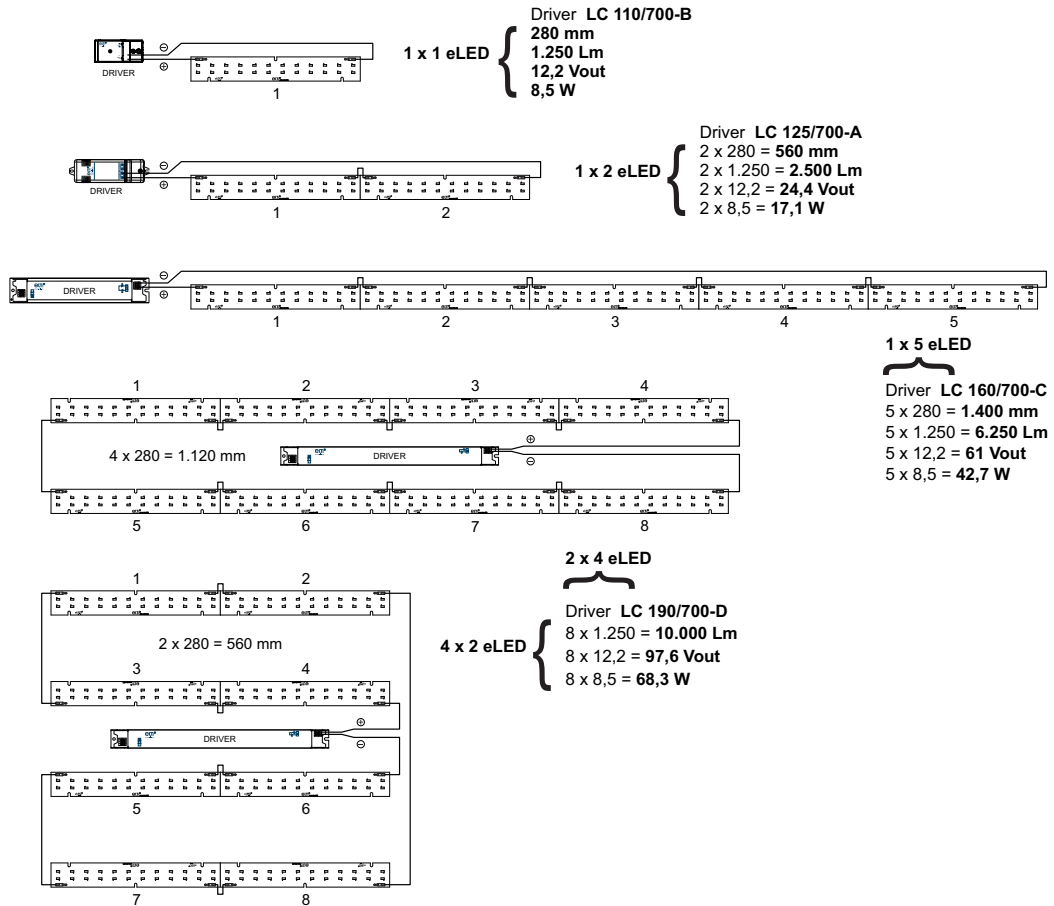 Driver LC 110/700-B
280 mm
1 x 1 eLED
1.250 Lm
12,2 Vout
8,5 W
⊖
⊕
DRIVER
1
Driver LC 125/700-A
2 x 280 = 560 mm
2 x 1.250 = 2.500 Lm
1 x 2 eLED
2 x 12,2 = 24,4 Vout
2 x 8,5 = 17,1 W
⊖
⊕
DRIVER
1 2
⊖
⊕
DRIVER
1 2 3 4 5
1 x 5 eLED
Driver LC 160/700-C
5 x 280 = 1.400 mm
5 x 1.250 = 6.250 Lm
5 x 12,2 = 61 Vout
5 x 8,5 = 42,7 W
1 2 3 4
4 x 280 = 1.120 mm
DRIVER
⊕
⊖
5 6 7 8
2 x 4 eLED
Driver LC 190/700-D
4 x 2 eLED
8 x 1.250 = 10.000 Lm
8 x 12,2 = 97,6 Vout
8 x 8,5 = 68,3 W
1 2
2 x 280 = 560 mm
3 4
DRIVER
⊕
⊖
5 6
7 8